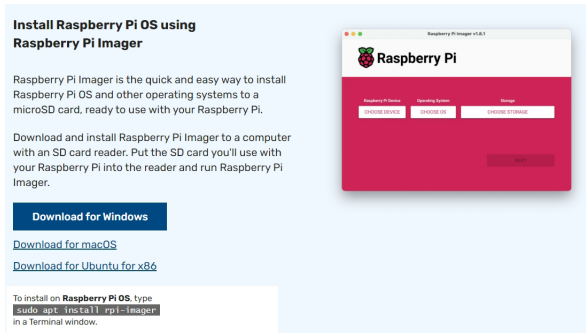 Install Raspberry Pi OS using
Raspberry Pi Imager
Raspberry Pi Imager is the quick and easy way to install
Raspberry Pi OS and other operating systems to a
microSD card, ready to use with your Raspberry Pi.
Download and install Raspberry Pi Imager to a computer
with an SD card reader. Put the SD card you'll use with
your Raspberry Pi into the reader and run Raspberry Pi
Imager.
Download for Windows
Download for macOS
Download for Ubuntu for x86
To install on Raspberry Pi OS, type
sudo apt install rpi-imager
in a Terminal window.
Raspberry Pi Imager v1.8.1
Raspberry Pi
Raspberry Pi Device Operating System Storage
CHOOSE DEVICE CHOOSE OS CHOOSE STORAGE
NEXT